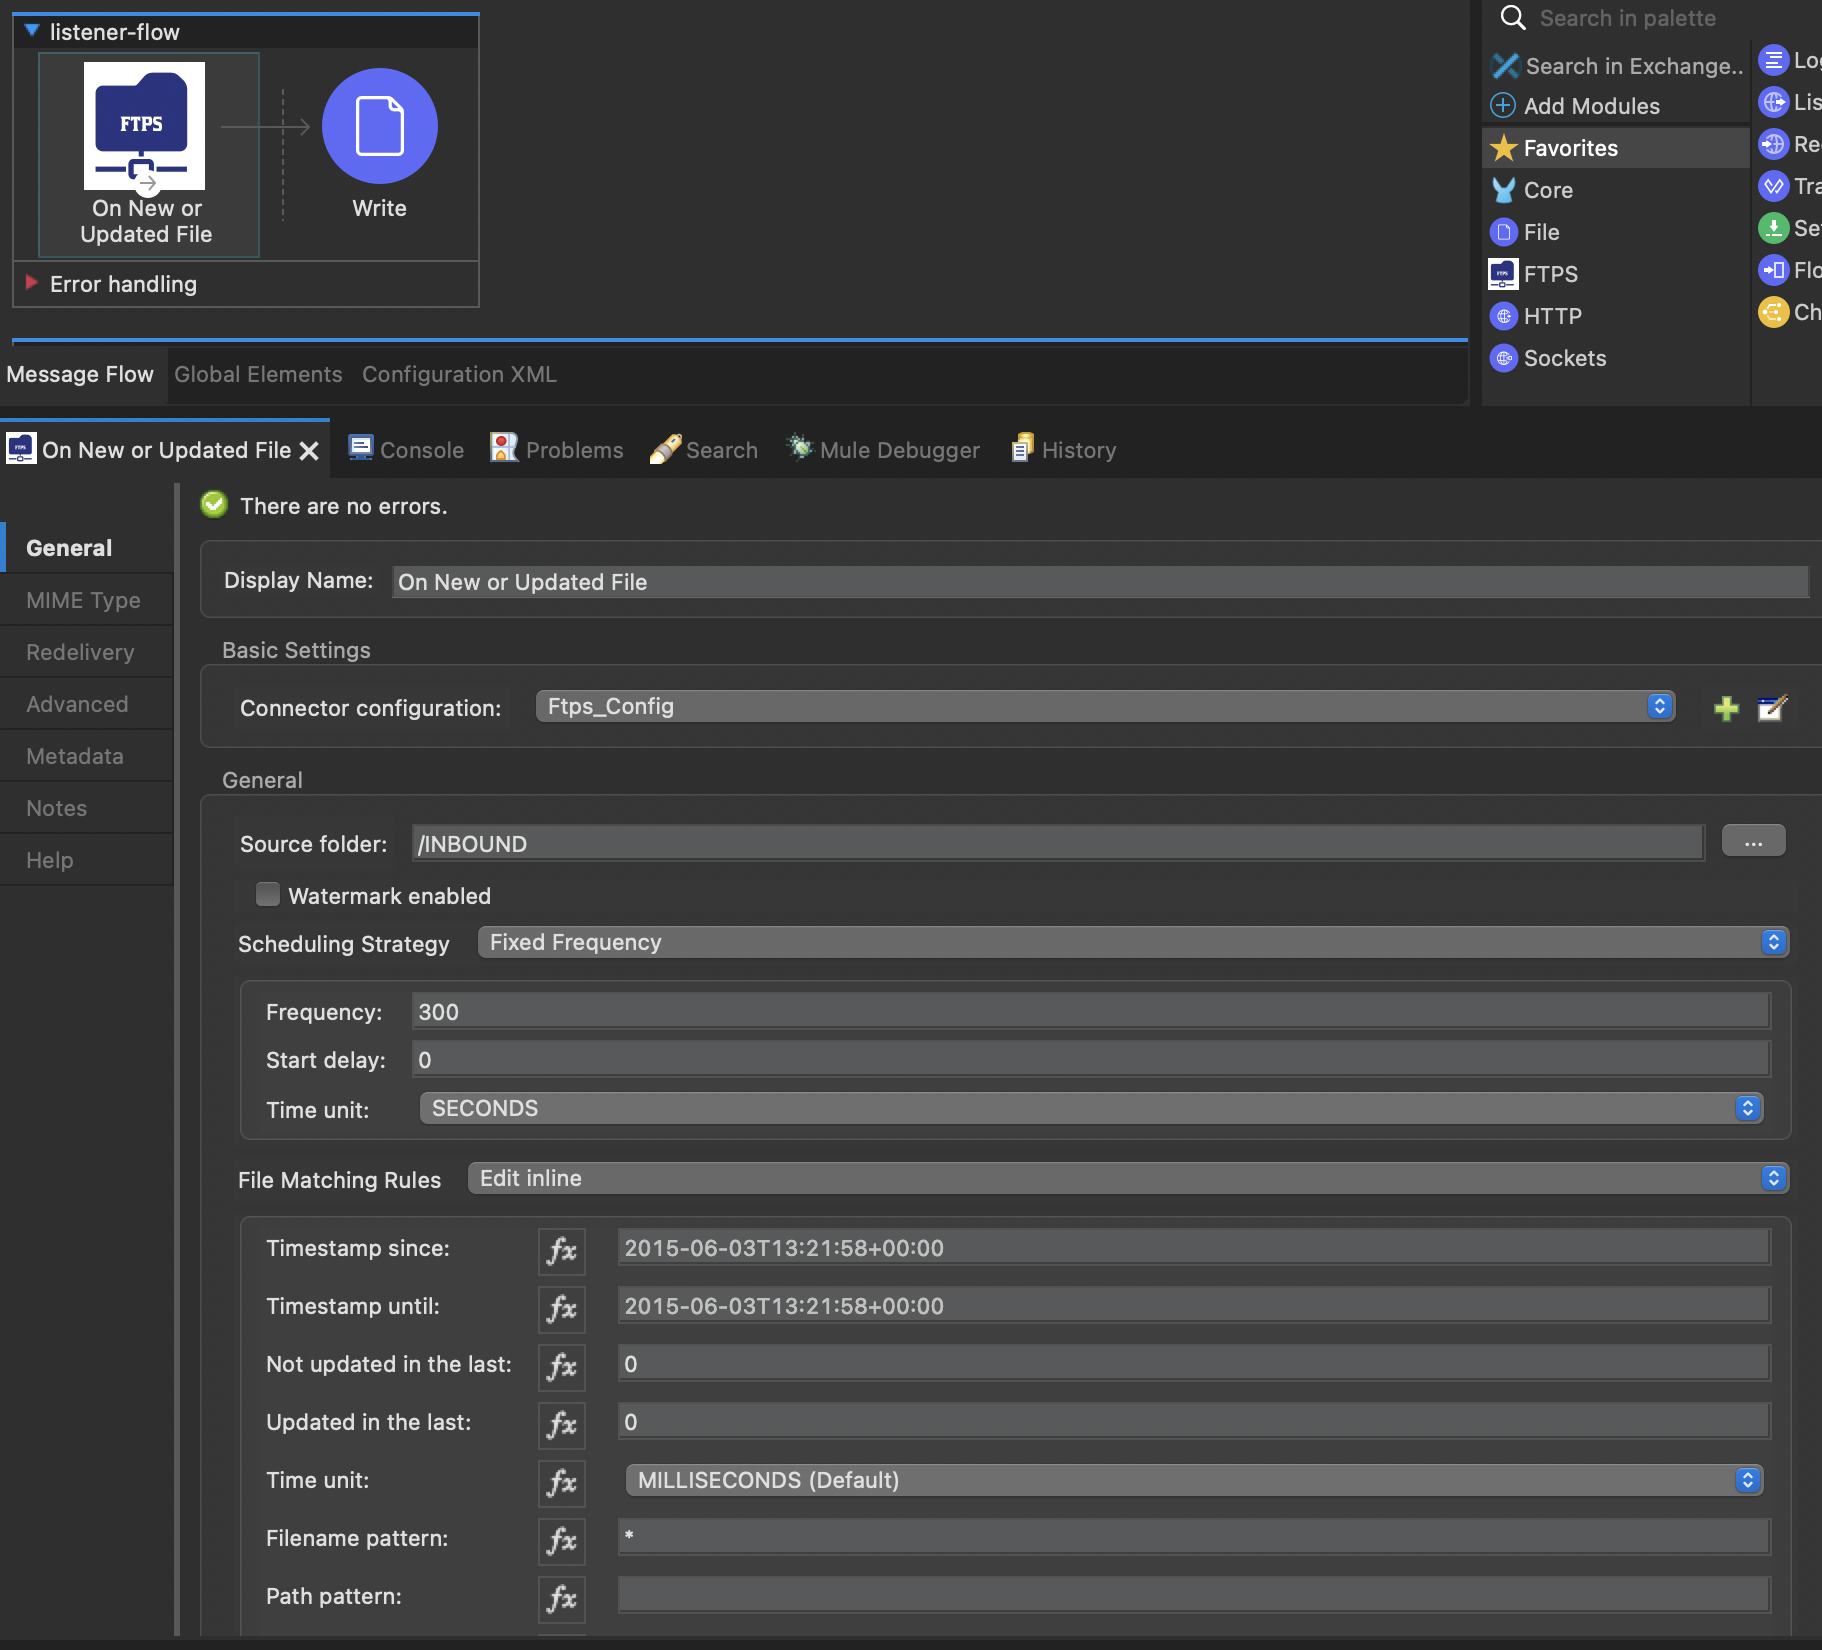 listener-flow
FTPS
On New or
Updated File
Write
Error handling
Search in palette
Search in Exchange..
Add Modules
Favorites
Core
File
FTPS
HTTP
Sockets
Message Flow
Global Elements
Configuration XML
On New or Updated File
Console
Problems
Search
Mule Debugger
History
General
MIME Type
Redelivery
Advanced
Metadata
Notes
Help
There are no errors.
Display Name: On New or Updated File
Basic Settings
Connector configuration: Ftps_Config
General
Source folder: /INBOUND ...
Watermark enabled
Scheduling Strategy Fixed Frequency
Frequency: 300
Start delay: 0
Time unit: SECONDS
File Matching Rules Edit inline
Timestamp since: fx 2015-06-03T13:21:58+00:00
Timestamp until: fx 2015-06-03T13:21:58+00:00
Not updated in the last: fx 0
Updated in the last: fx 0
Time unit: fx MILLISECONDS (Default)
Filename pattern: fx *
Path pattern: fx